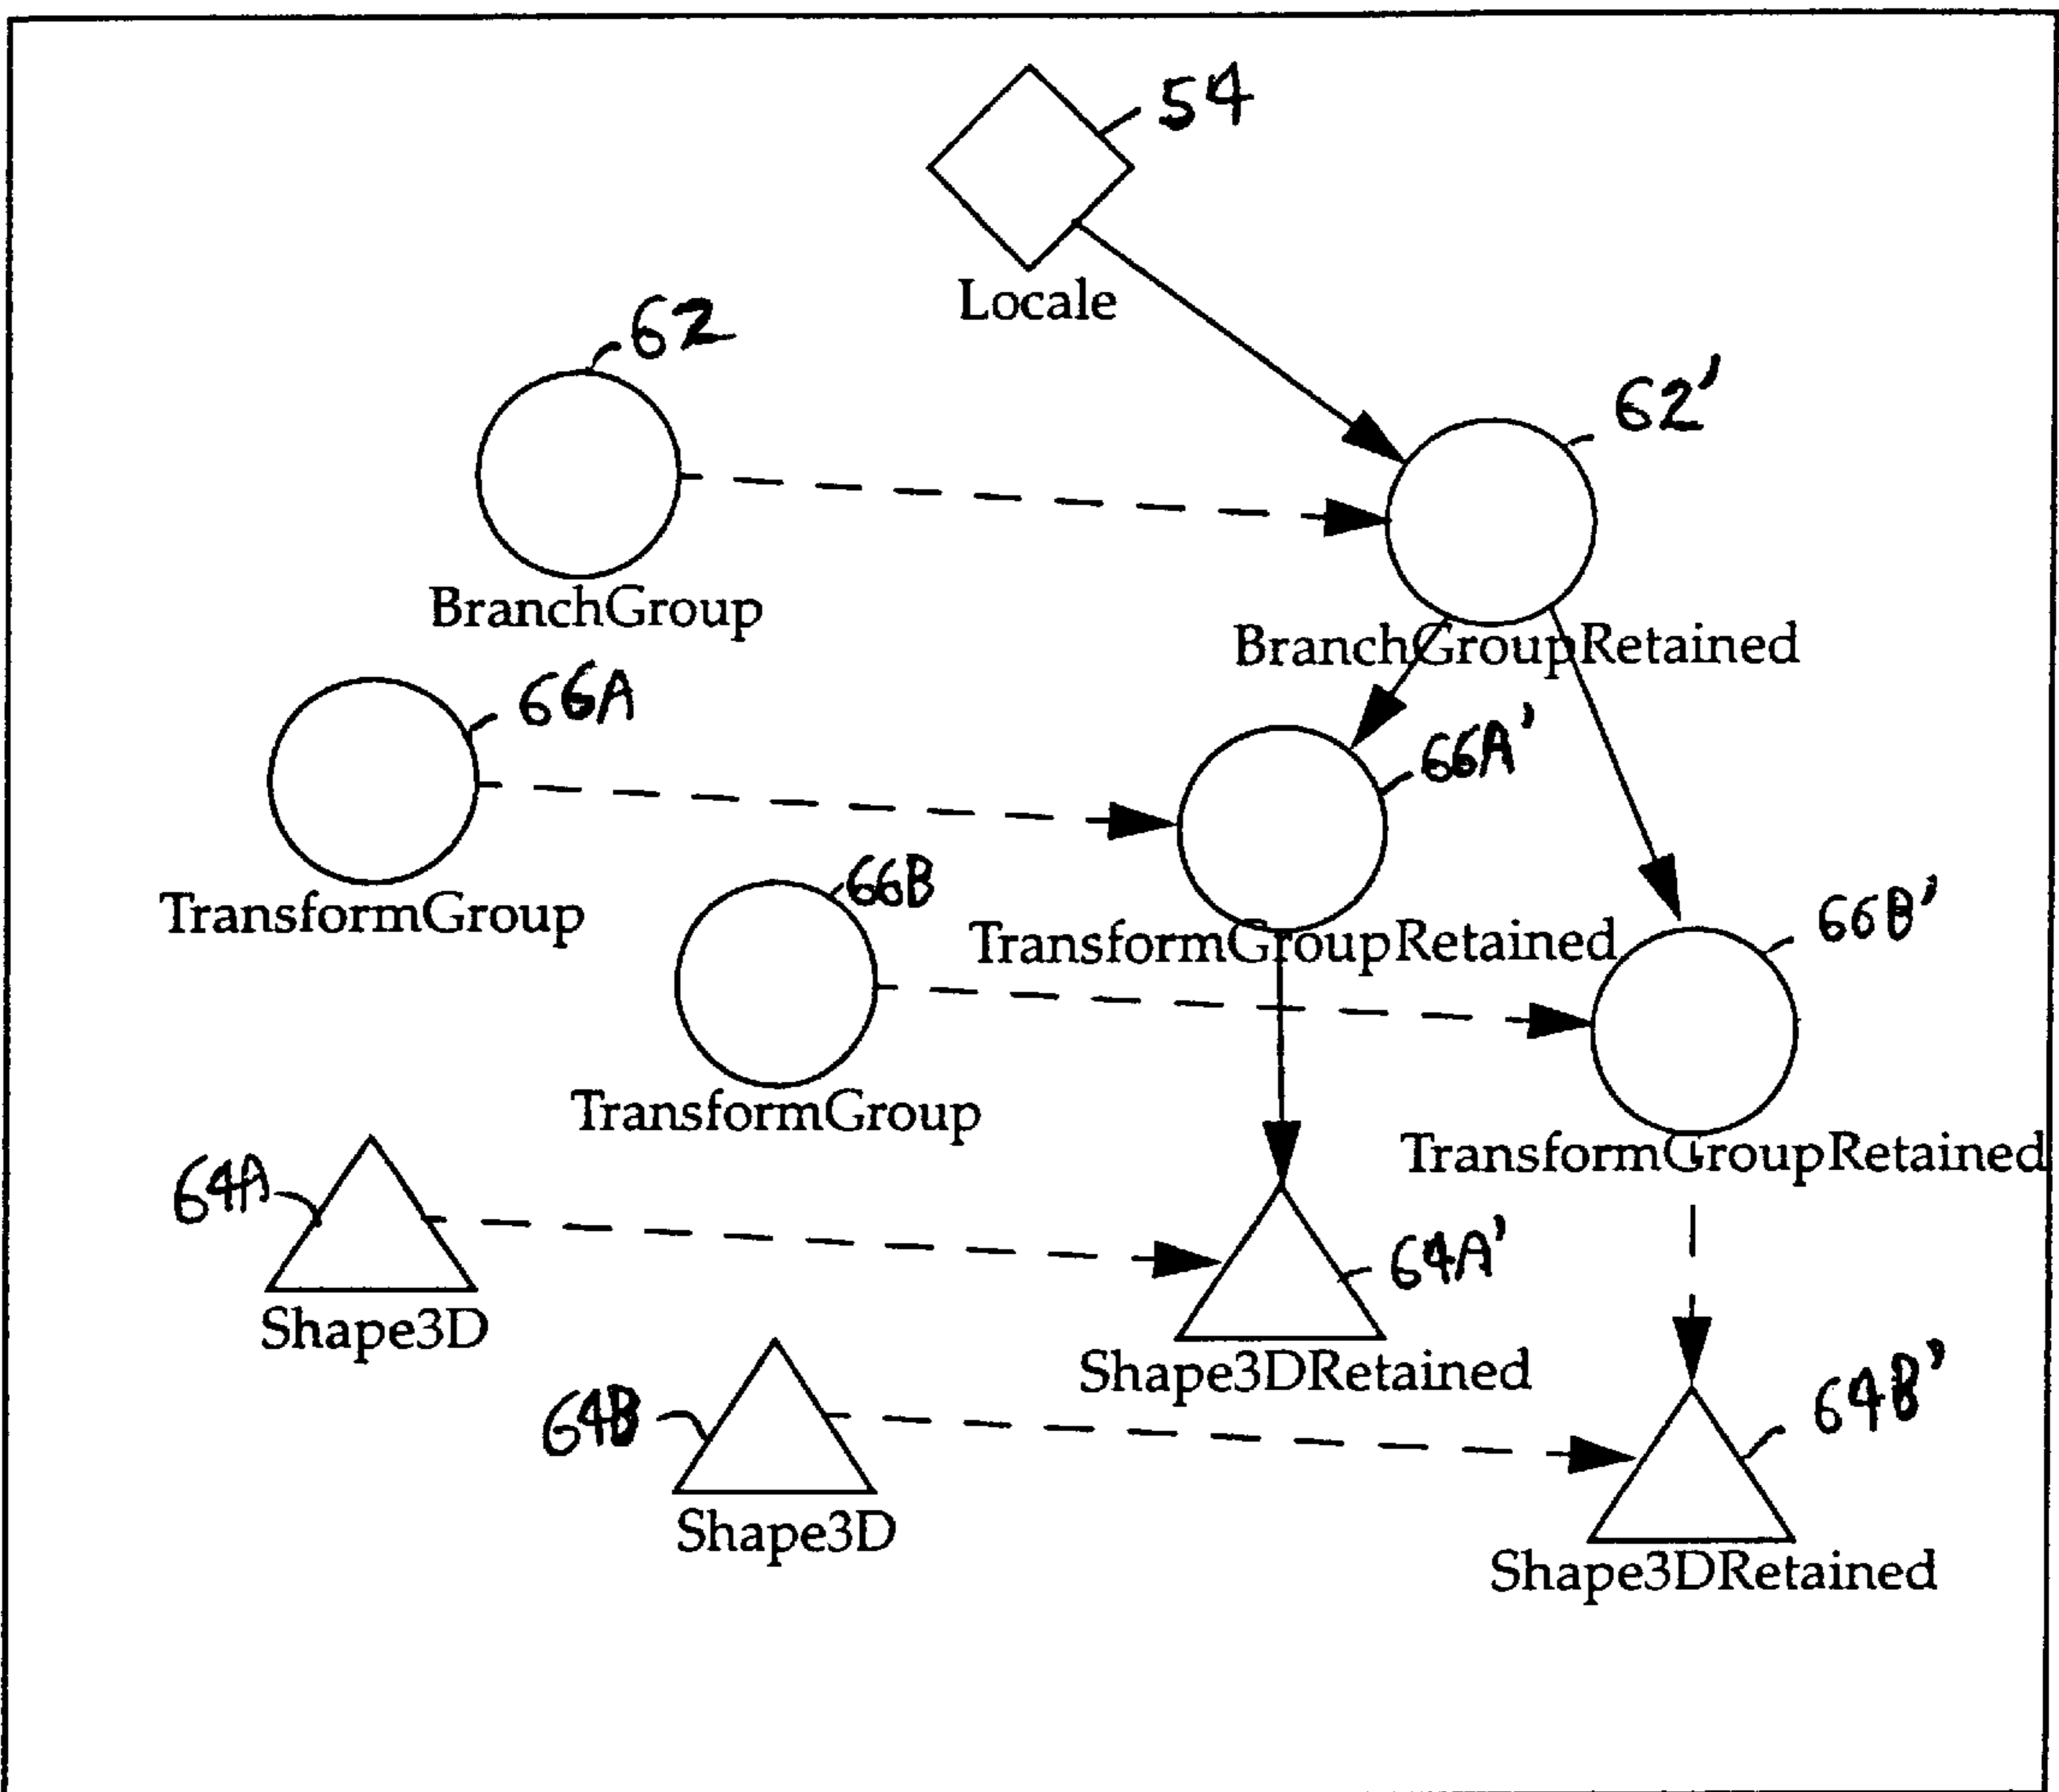 54
Locale
62
62'
BranchGroup
BranchGroupRetained
66A
66A'
TransformGroup
66B
66B'
TransformGroupRetained
TransformGroup
TransformGroupRetained
64A
64A'
Shape3D
Shape3DRetained
64B
64B'
Shape3D
Shape3DRetained